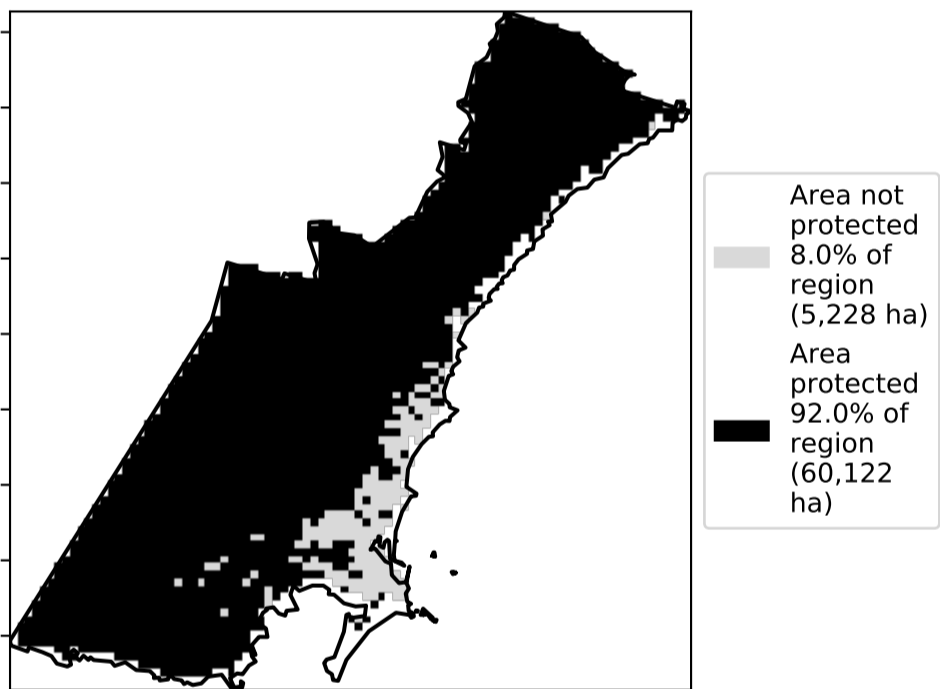 Area not
protected
8.0% of
region
(5,228 ha)
Area
protected
92.0% of
region
(60,122
ha)